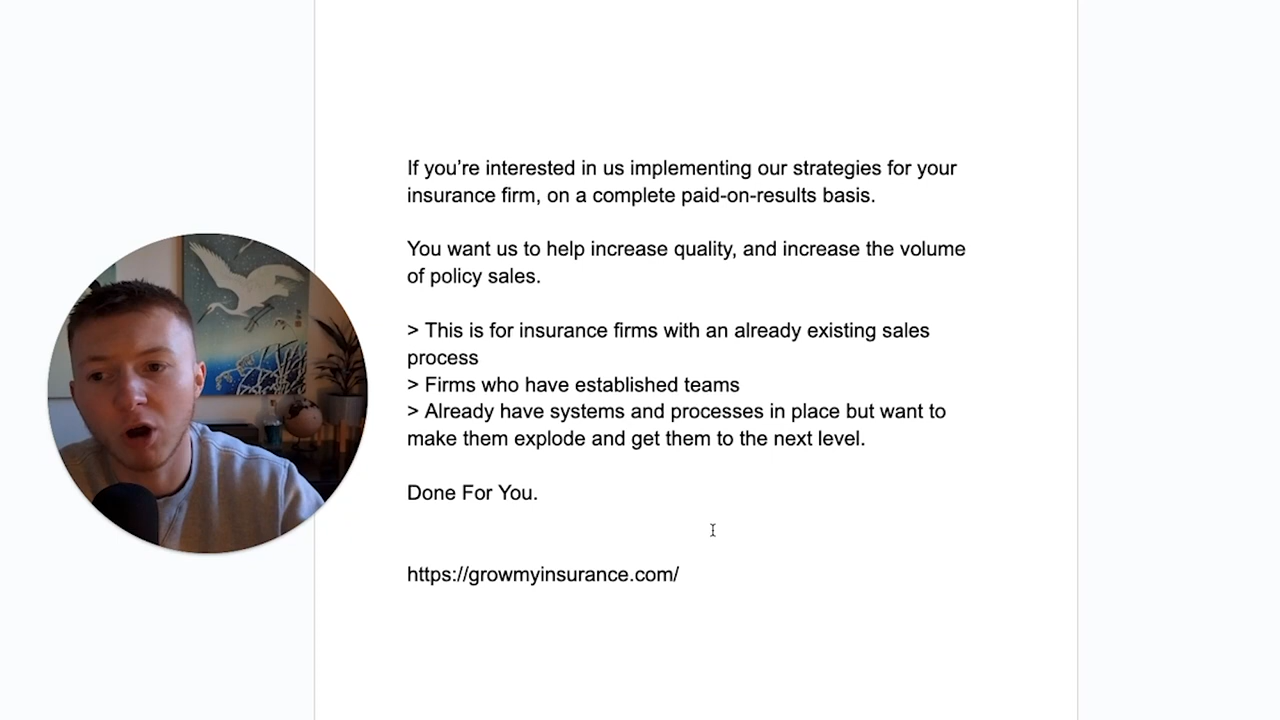 If you’re interested in us implementing our strategies for your
insurance firm, on a complete paid-on-results basis.
You want us to help increase quality, and increase the volume
of policy sales.
> This is for insurance firms with an already existing sales
process
> Firms who have established teams
> Already have systems and processes in place but want to
make them explode and get them to the next level.
Done For You.
https://growmyinsurance.com/